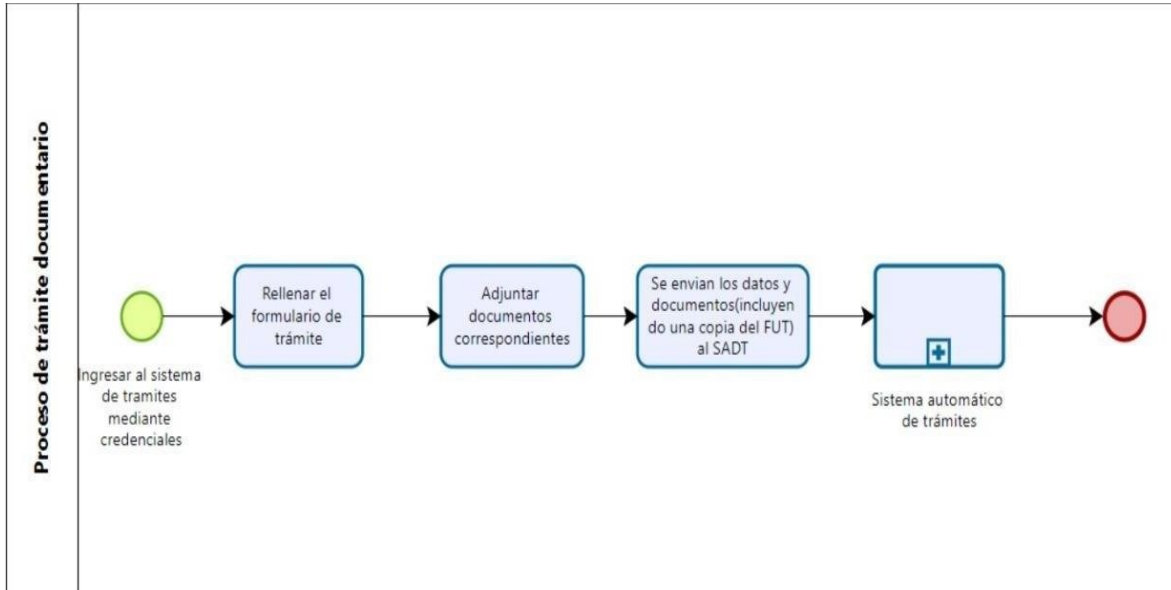 Proceso de trámite documentario
Ingresar al sistema
de tramites
mediante
credenciales
Rellenar el
formulario de
trámite
Adjuntar
documentos
correspondientes
Se envian los datos y
documentos(incluyen
do una copia del FUT)
al SADT
Sistema automático
de trámites